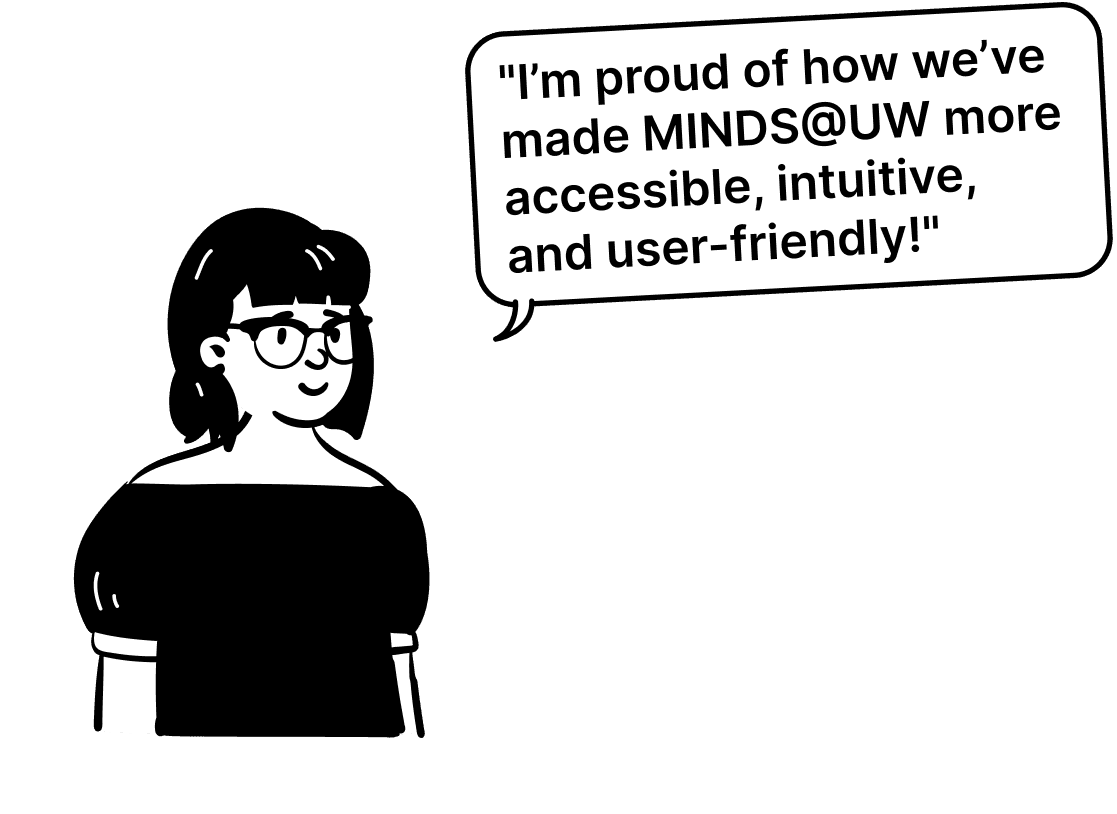 "I’m proud of how we’ve
made MINDS@UW more
accessible, intuitive,
and user-friendly!"